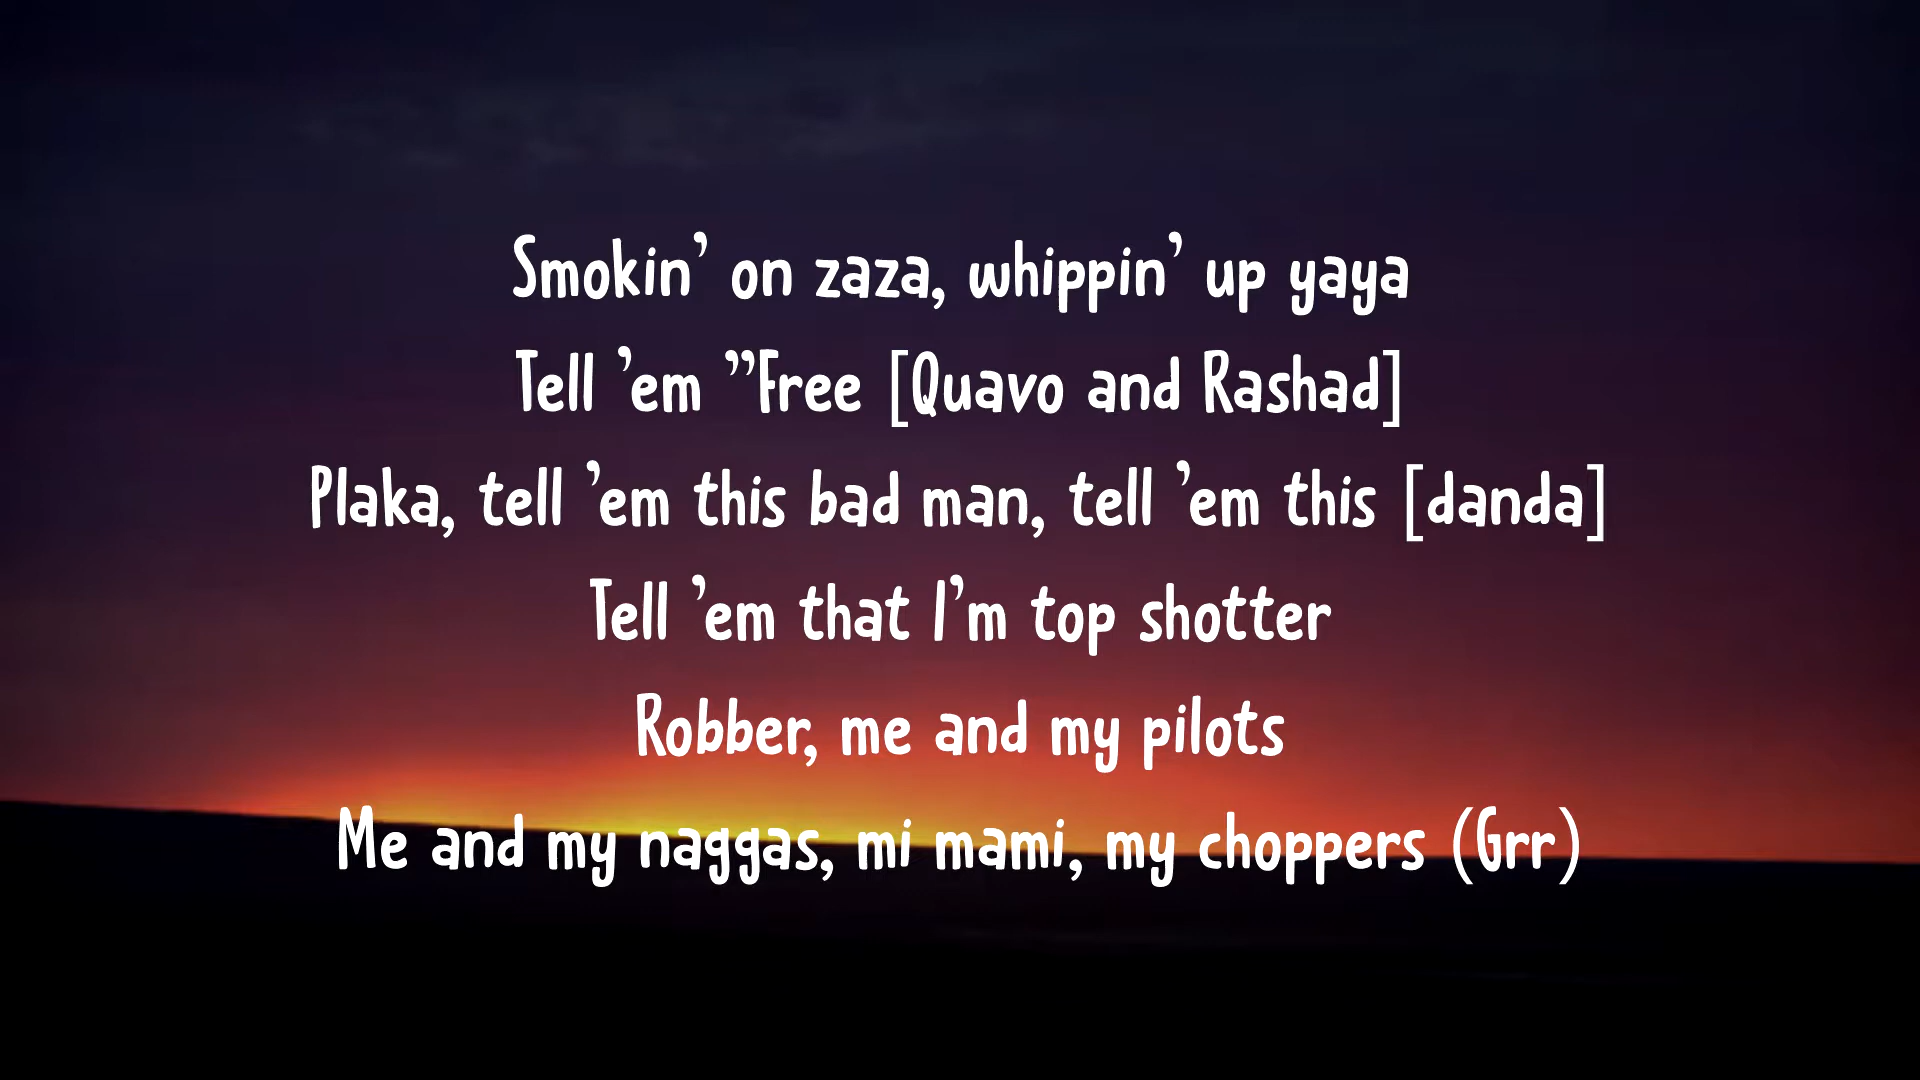 Smokin’ on zaza, whippin’ up yaya
Tell ’em ”Free [Quavo and Rashad]
Plaka, tell ’em this bad man, tell ’em this [danda]
Tell ’em that I’m top shotter
Robber, me and my pilots
Me and my naggas, mi mami, my choppers (Grr)